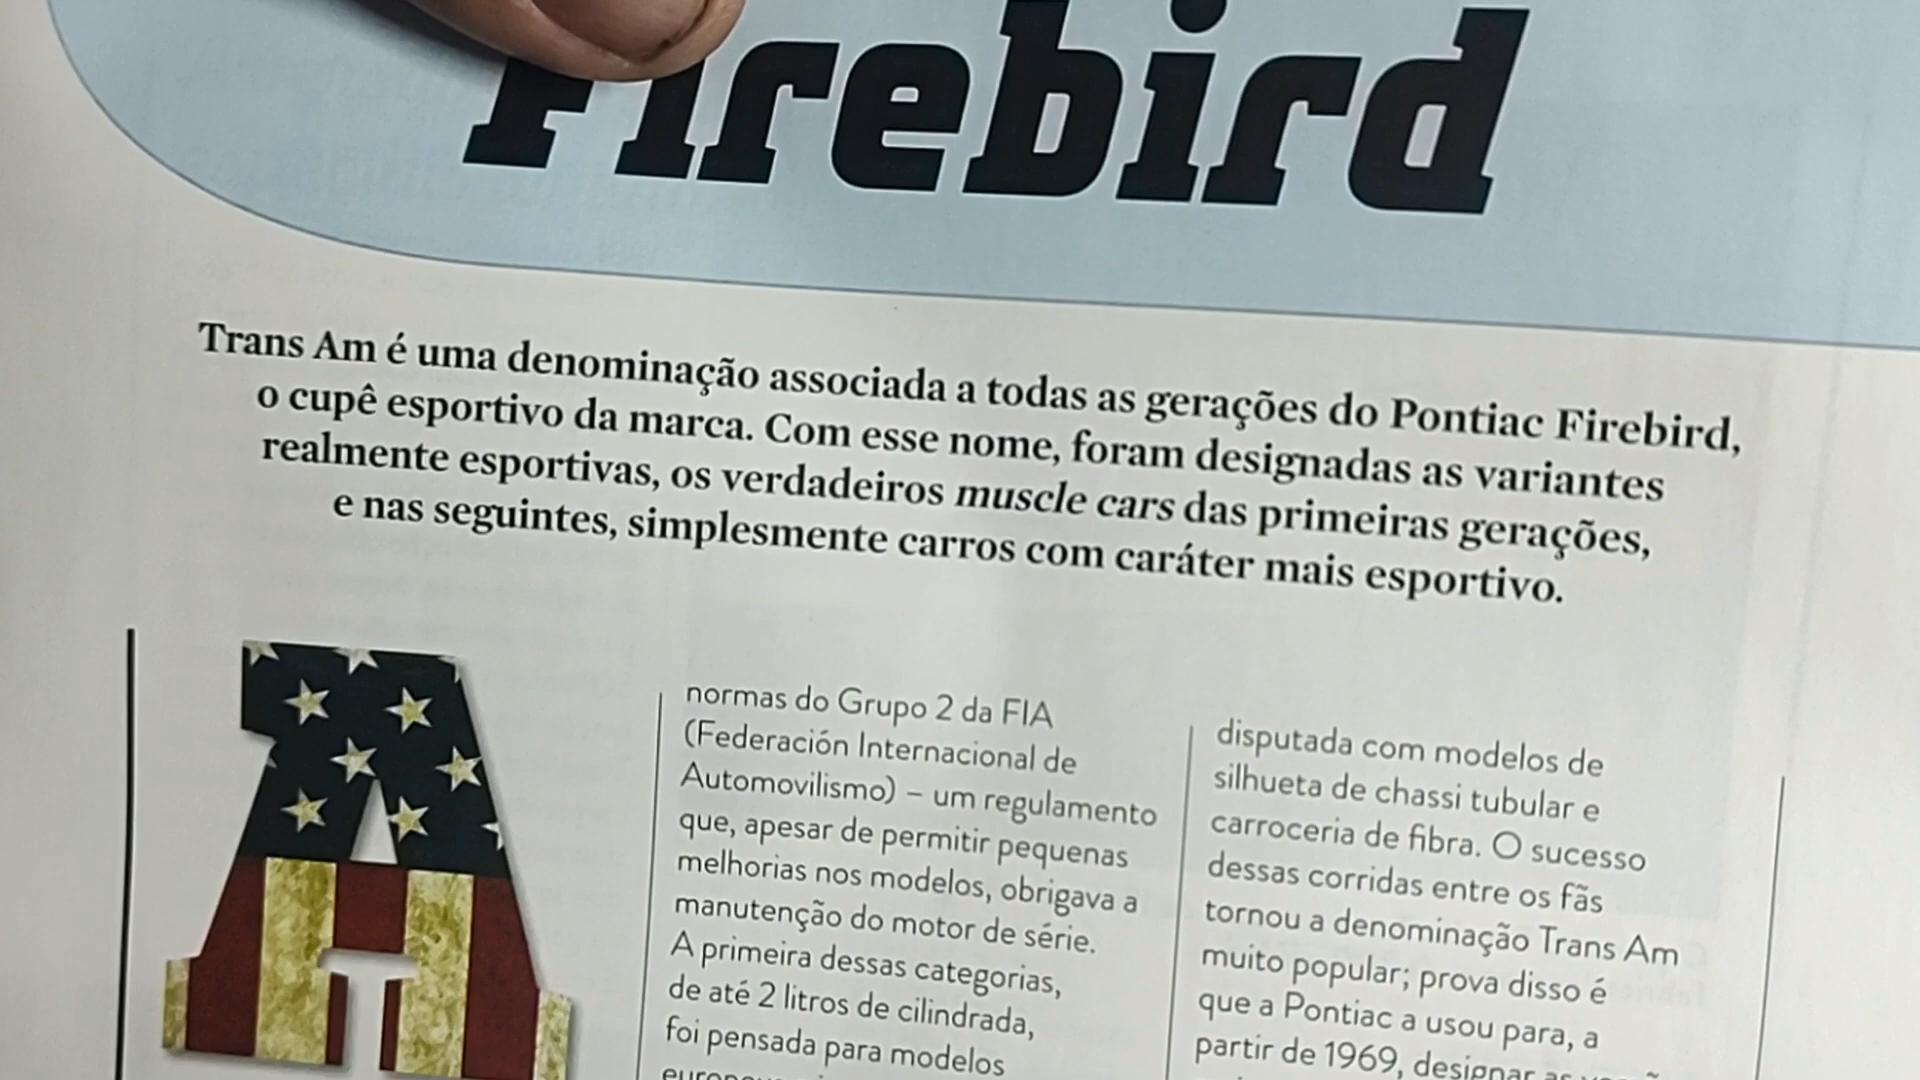 Firebird
Trans Am é uma denominação associada a todas as gerações do Pontiac Firebird,
o cupê esportivo da marca. Com esse nome, foram designadas as variantes
realmente esportivas, os verdadeiros muscle cars das primeiras gerações,
e nas seguintes, simplesmente carros com caráter mais esportivo.
A
normas do Grupo 2 da FIA
(Federación Internacional de
Automovilismo) – um regulamento
que, apesar de permitir pequenas
melhorias nos modelos, obrigava a
manutenção do motor de série.
A primeira dessas categorias,
de até 2 litros de cilindrada,
foi pensada para modelos
disputada com modelos de
silhueta de chassi tubular e
carroceria de fibra. O sucesso
dessas corridas entre os fãs
tornou a denominação Trans Am
muito popular; prova disso é
que a Pontiac a usou para, a
partir de 1969, designar as